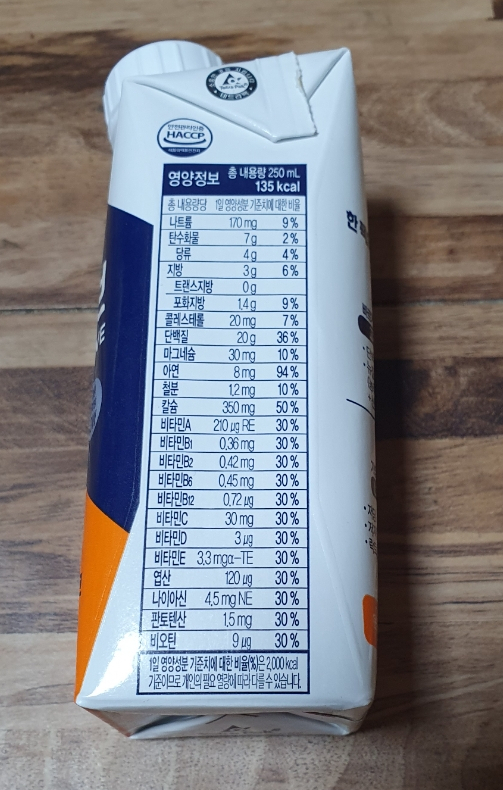 안전관리인증
HACCP
영양정보 총 내용량 250 mL
135 kcal
총 내용량당 1일 영양성분 기준치에 대한 비율
나트륨 170 mg 9 %
탄수화물 7 g 2 %
당류 4 g 4 %
지방 3 g 6 %
트랜스지방 0 g
포화지방 1.4 g 9 %
콜레스테롤 20 mg 7 %
단백질 20 g 36 %
마그네슘 30 mg 10 %
아연 8 mg 94 %
철분 1.2 mg 10 %
칼슘 350 mg 50 %
비타민A 210 μg RE 30 %
비타민B1 0.36 mg 30 %
비타민B2 0.42 mg 30 %
비타민B6 0.45 mg 30 %
비타민B12 0.72 μg 30 %
비타민C 30 mg 30 %
비타민D 3 μg 30 %
비타민E 3.3 mgα-TE 30 %
엽산 120 μg 30 %
나이아신 4.5 mg NE 30 %
판토텐산 1.5 mg 30 %
비오틴 9 μg 30 %
1일 영양성분 기준치에 대한 비율(%)은 2,000 kcal
기준이므로 개인의 필요 열량에 따라 다를 수 있습니다.
한